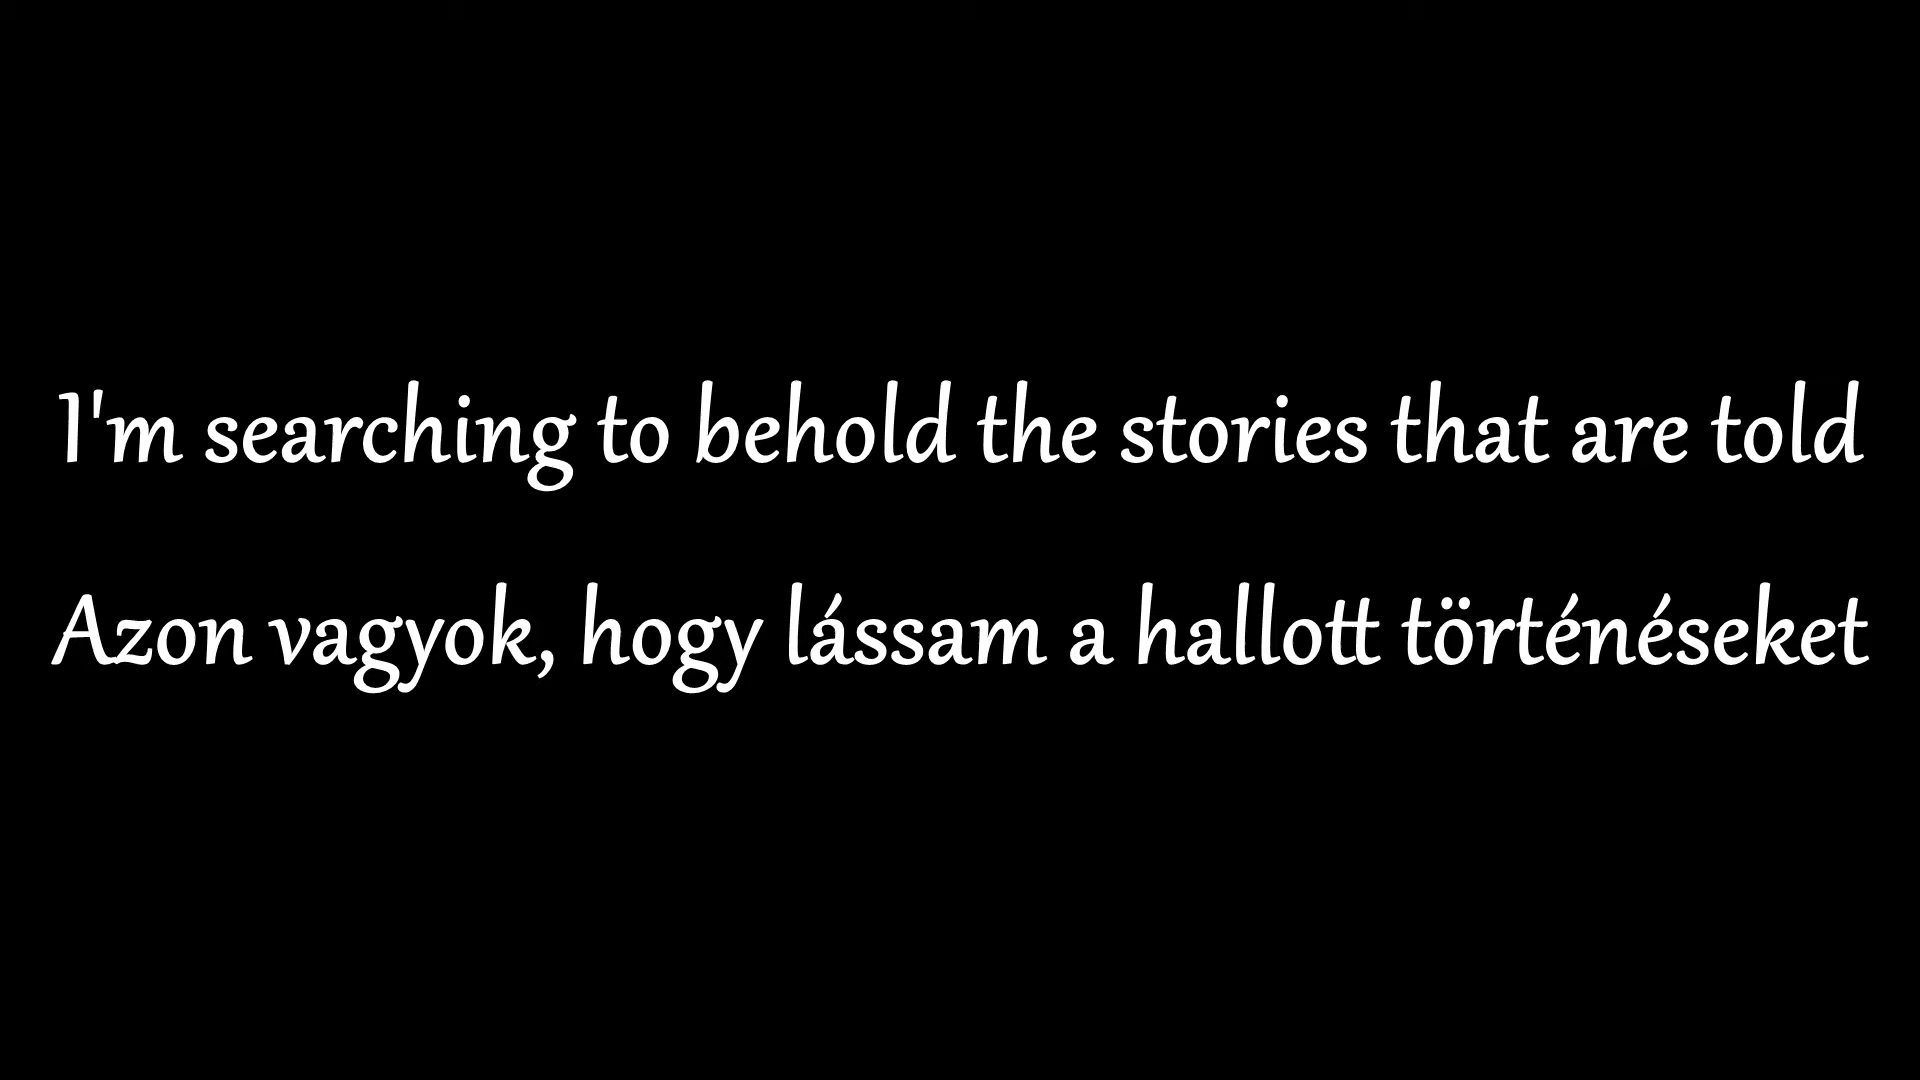 I'm searching to behold the stories that are told
Azon vagyok, hogy lássam a hallott történéseket